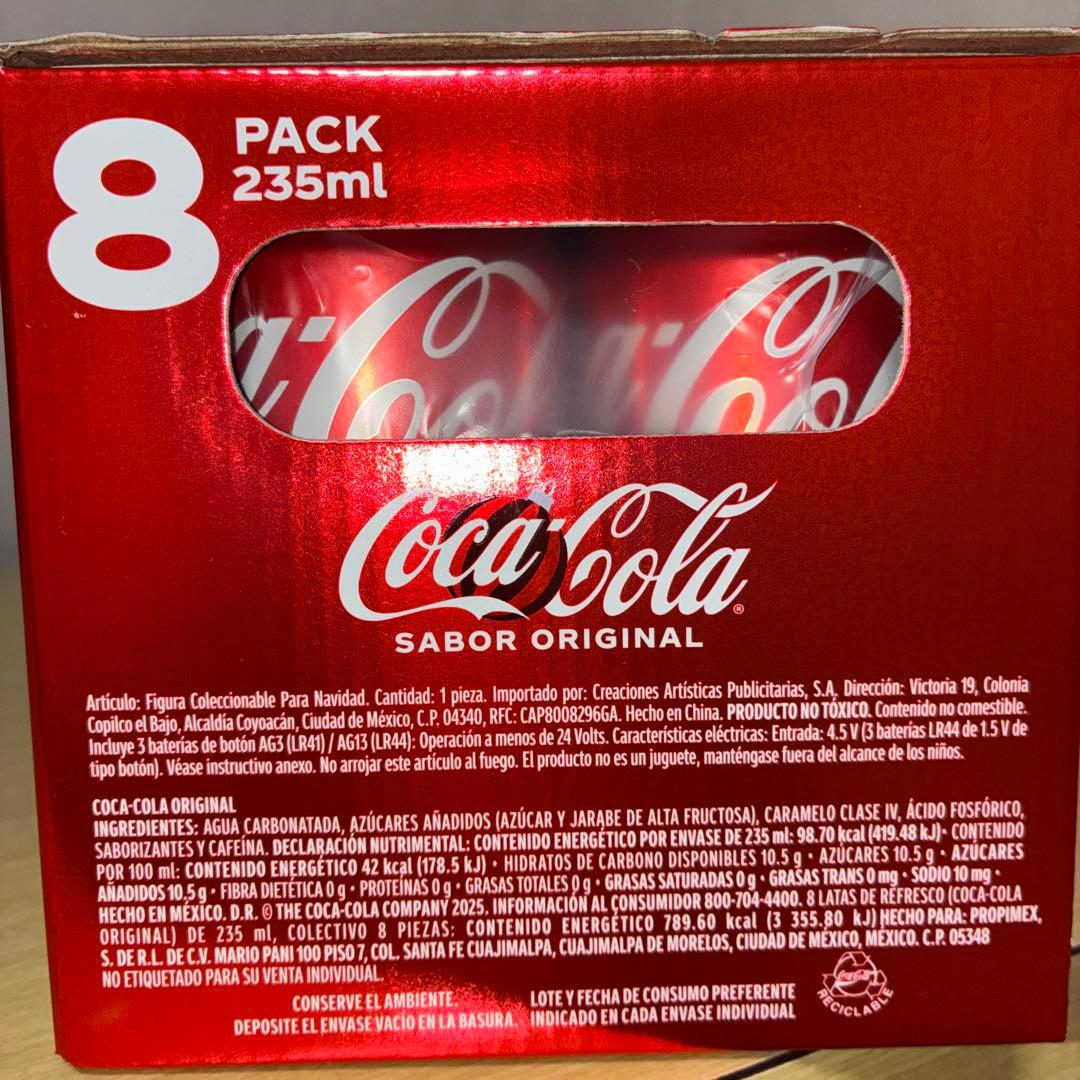 8
PACK
235ml
Coca-Cola
SABOR ORIGINAL
Artículo: Figura Coleccionable Para Navidad. Cantidad: 1 pieza. Importado por: Creaciones Artísticas Publicitarias, S.A. Dirección: Victoria 19, Colonia
Copilco el Bajo, Alcaldía Coyoacán, Ciudad de México, C.P. 04340, RFC: CAP8008296GA. Hecho en China. PRODUCTO NO TÓXICO. Contenido no comestible.
Incluye 3 baterías de botón AG3 (LR41) / AG13 (LR44): Operación a menos de 24 Volts. Características eléctricas: Entrada: 4.5 V (3 baterías LR44 de 1.5 V de
tipo botón). Véase instructivo anexo. No arrojar este artículo al fuego. El producto no es un juguete, manténgase fuera del alcance de los niños.
COCA-COLA ORIGINAL
INGREDIENTES: AGUA CARBONATADA, AZÚCARES AÑADIDOS (AZÚCAR Y JARABE DE ALTA FRUCTOSA), CARAMELO CLASE IV, ÁCIDO FOSFÓRICO,
SABORIZANTES Y CAFEÍNA. DECLARACIÓN NUTRIMENTAL: CONTENIDO ENERGÉTICO POR ENVASE DE 235 ml: 98.70 kcal (419.48 kJ)• CONTENIDO
POR 100 ml: CONTENIDO ENERGÉTICO 42 kcal (178.5 kJ) • HIDRATOS DE CARBONO DISPONIBLES 10.5 g • AZÚCARES 10.5 g • AZÚCARES
AÑADIDOS 10,5 g • FIBRA DIETÉTICA 0 g • PROTEÍNAS 0 g • GRASAS TOTALES 0 g • GRASAS SATURADAS 0 g • GRASAS TRANS 0 mg • SODIO 10 mg •
HECHO EN MÉXICO. D.R. © THE COCA-COLA COMPANY 2025. INFORMACIÓN AL CONSUMIDOR 800-704-4400. 8 LATAS DE REFRESCO (COCA-COLA
ORIGINAL) DE 235 ml, COLECTIVO 8 PIEZAS: CONTENIDO ENERGÉTICO 789.60 kcal (3 355.80 kJ) HECHO PARA: PROPIMEX,
S. DE R.L. DE C.V. MARIO PANI 100 PISO 7, COL. SANTA FE CUAJIMALPA, CUAJIMALPA DE MORELOS, CIUDAD DE MÉXICO, MÉXICO. C.P. 05348
NO ETIQUETADO PARA SU VENTA INDIVIDUAL.
CONSERVE EL AMBIENTE.
DEPOSITE EL ENVASE VACÍO EN LA BASURA.
LOTE Y FECHA DE CONSUMO PREFERENTE
INDICADO EN CADA ENVASE INDIVIDUAL
Coca-Cola
RECICLABLE